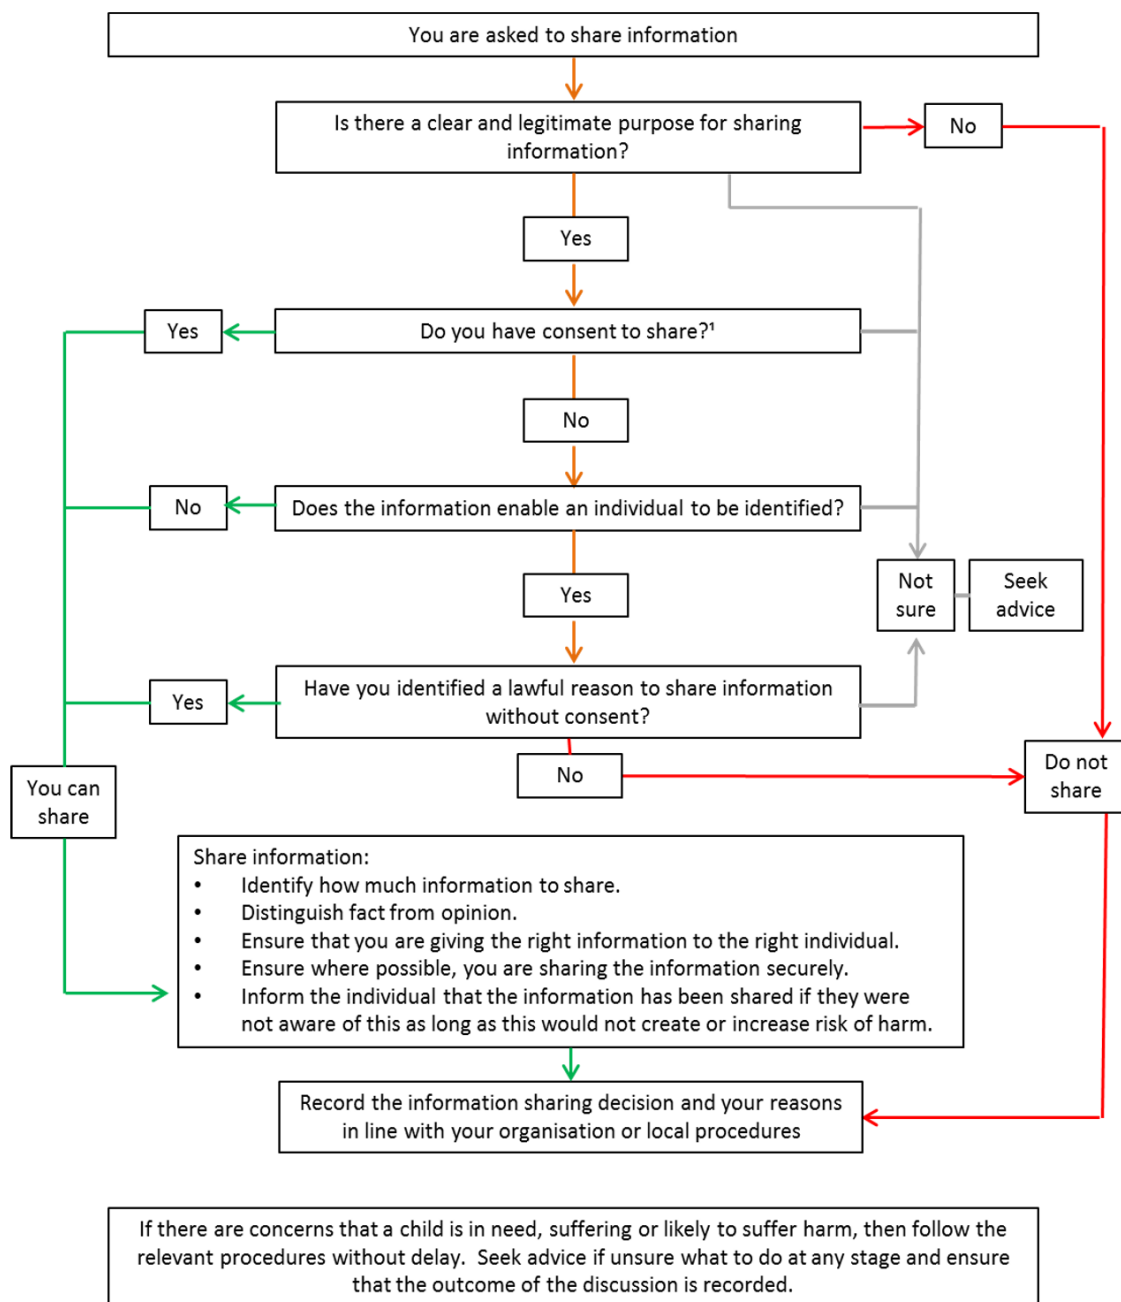 You are asked to share information
Is there a clear and legitimate purpose for sharing
information?
No
Yes
Yes
Do you have consent to share?¹
No
No
Does the information enable an individual to be identified?
Yes
Not
sure
Seek
advice
Yes
Have you identified a lawful reason to share information
without consent?
No
Do not
share
You can
share
Share information:
• Identify how much information to share.
• Distinguish fact from opinion.
• Ensure that you are giving the right information to the right individual.
• Ensure where possible, you are sharing the information securely.
• Inform the individual that the information has been shared if they were
not aware of this as long as this would not create or increase risk of harm.
Record the information sharing decision and your reasons
in line with your organisation or local procedures
If there are concerns that a child is in need, suffering or likely to suffer harm, then follow the
relevant procedures without delay.  Seek advice if unsure what to do at any stage and ensure
that the outcome of the discussion is recorded.